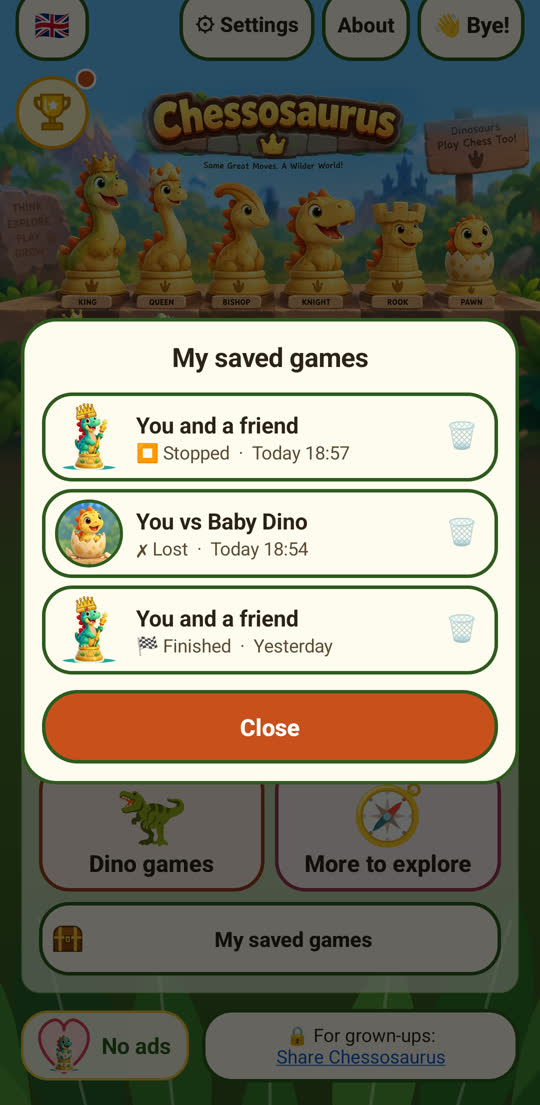 Settings
About
Bye!
Chessosaurus
Same Great Moves. A Wilder World!
Dinosaurs
Play Chess Too!
THINK
EXPLORE
PLAY
GROW
KING
QUEEN
BISHOP
KNIGHT
ROOK
PAWN
My saved games
You and a friend
Stopped · Today 18:57
You vs Baby Dino
✗ Lost · Today 18:54
You and a friend
Finished · Yesterday
Close
Dino games
More to explore
My saved games
No ads
For grown-ups:
Share Chessosaurus